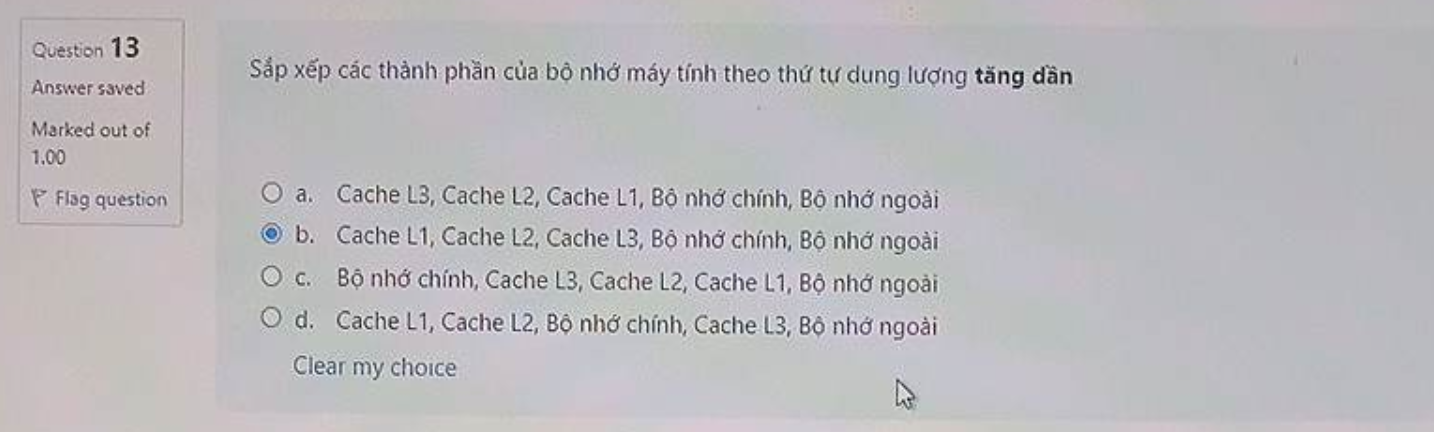 Question 13
Answer saved
Marked out of
1.00
Flag question
Sắp xếp các thành phần của bộ nhớ máy tính theo thứ tự dung lượng tăng dần
a. Cache L3, Cache L2, Cache L1, Bộ nhớ chính, Bộ nhớ ngoài
b. Cache L1, Cache L2, Cache L3, Bộ nhớ chính, Bộ nhớ ngoài
c. Bộ nhớ chính, Cache L3, Cache L2, Cache L1, Bộ nhớ ngoài
d. Cache L1, Cache L2, Bộ nhớ chính, Cache L3, Bộ nhớ ngoài
Clear my choice